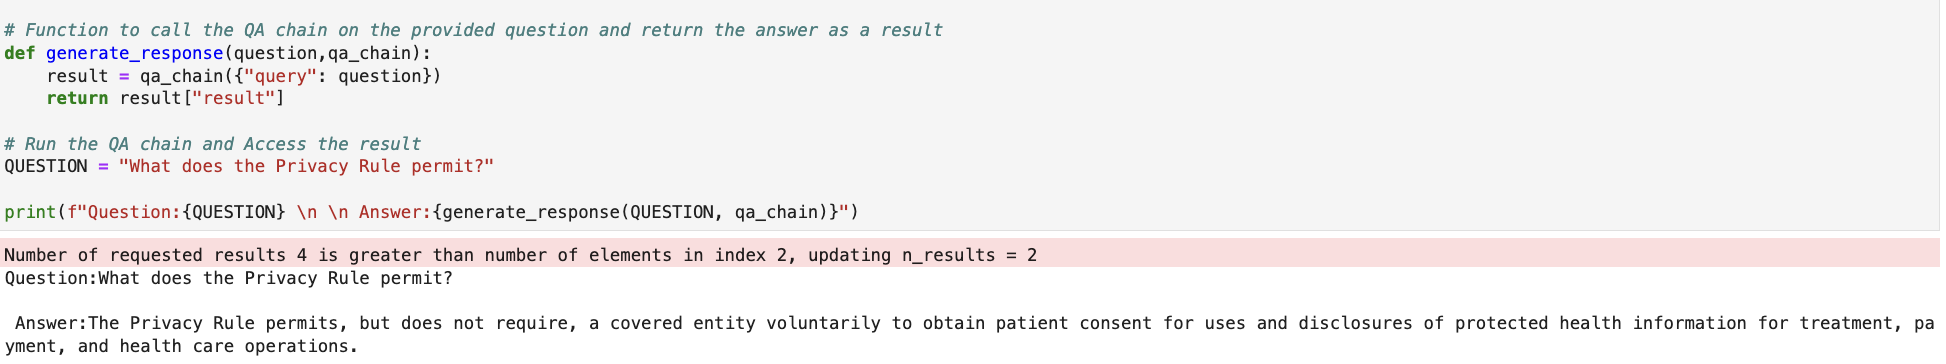 # Function to call the QA chain on the provided question and return the answer as a result
def generate_response(question,qa_chain):
    result = qa_chain({"query": question})
    return result["result"]

# Run the QA chain and Access the result
QUESTION = "What does the Privacy Rule permit?"

print(f"Question:{QUESTION} \n \n Answer:{generate_response(QUESTION, qa_chain)}")
Number of requested results 4 is greater than number of elements in index 2, updating n_results = 2
Question:What does the Privacy Rule permit?

 Answer:The Privacy Rule permits, but does not require, a covered entity voluntarily to obtain patient consent for uses and disclosures of protected health information for treatment, pa
yment, and health care operations.